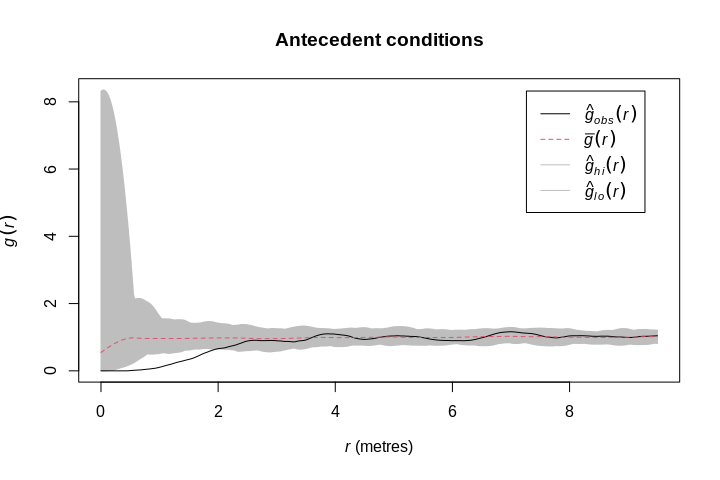 Antecedent conditions
ĝobs(r)
g̅(r)
ĝhi(r)
ĝlo(r)
g(r)
0
2
4
6
8
0
2
4
6
8
r (metres)